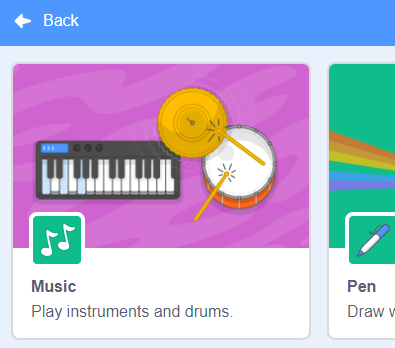 Back
Music
Play instruments and drums.
Pen
Draw